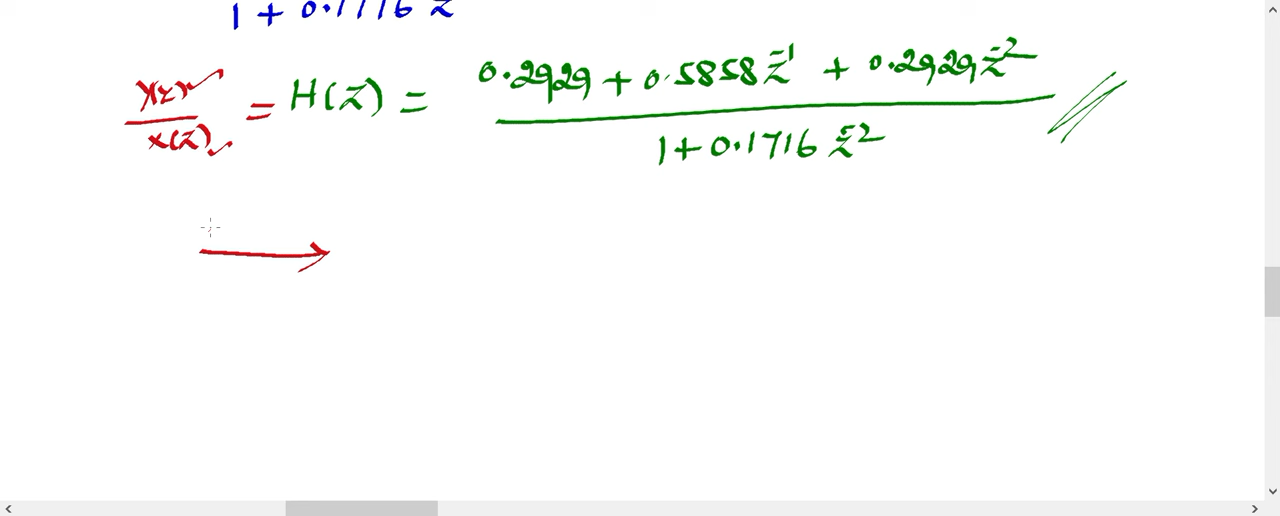 1 + 0.1716 z
Y(z)/X(z) = H(z) = (0.2929 + 0.5858 z⁻¹ + 0.2929 z⁻²)/(1 + 0.1716 z⁻²)